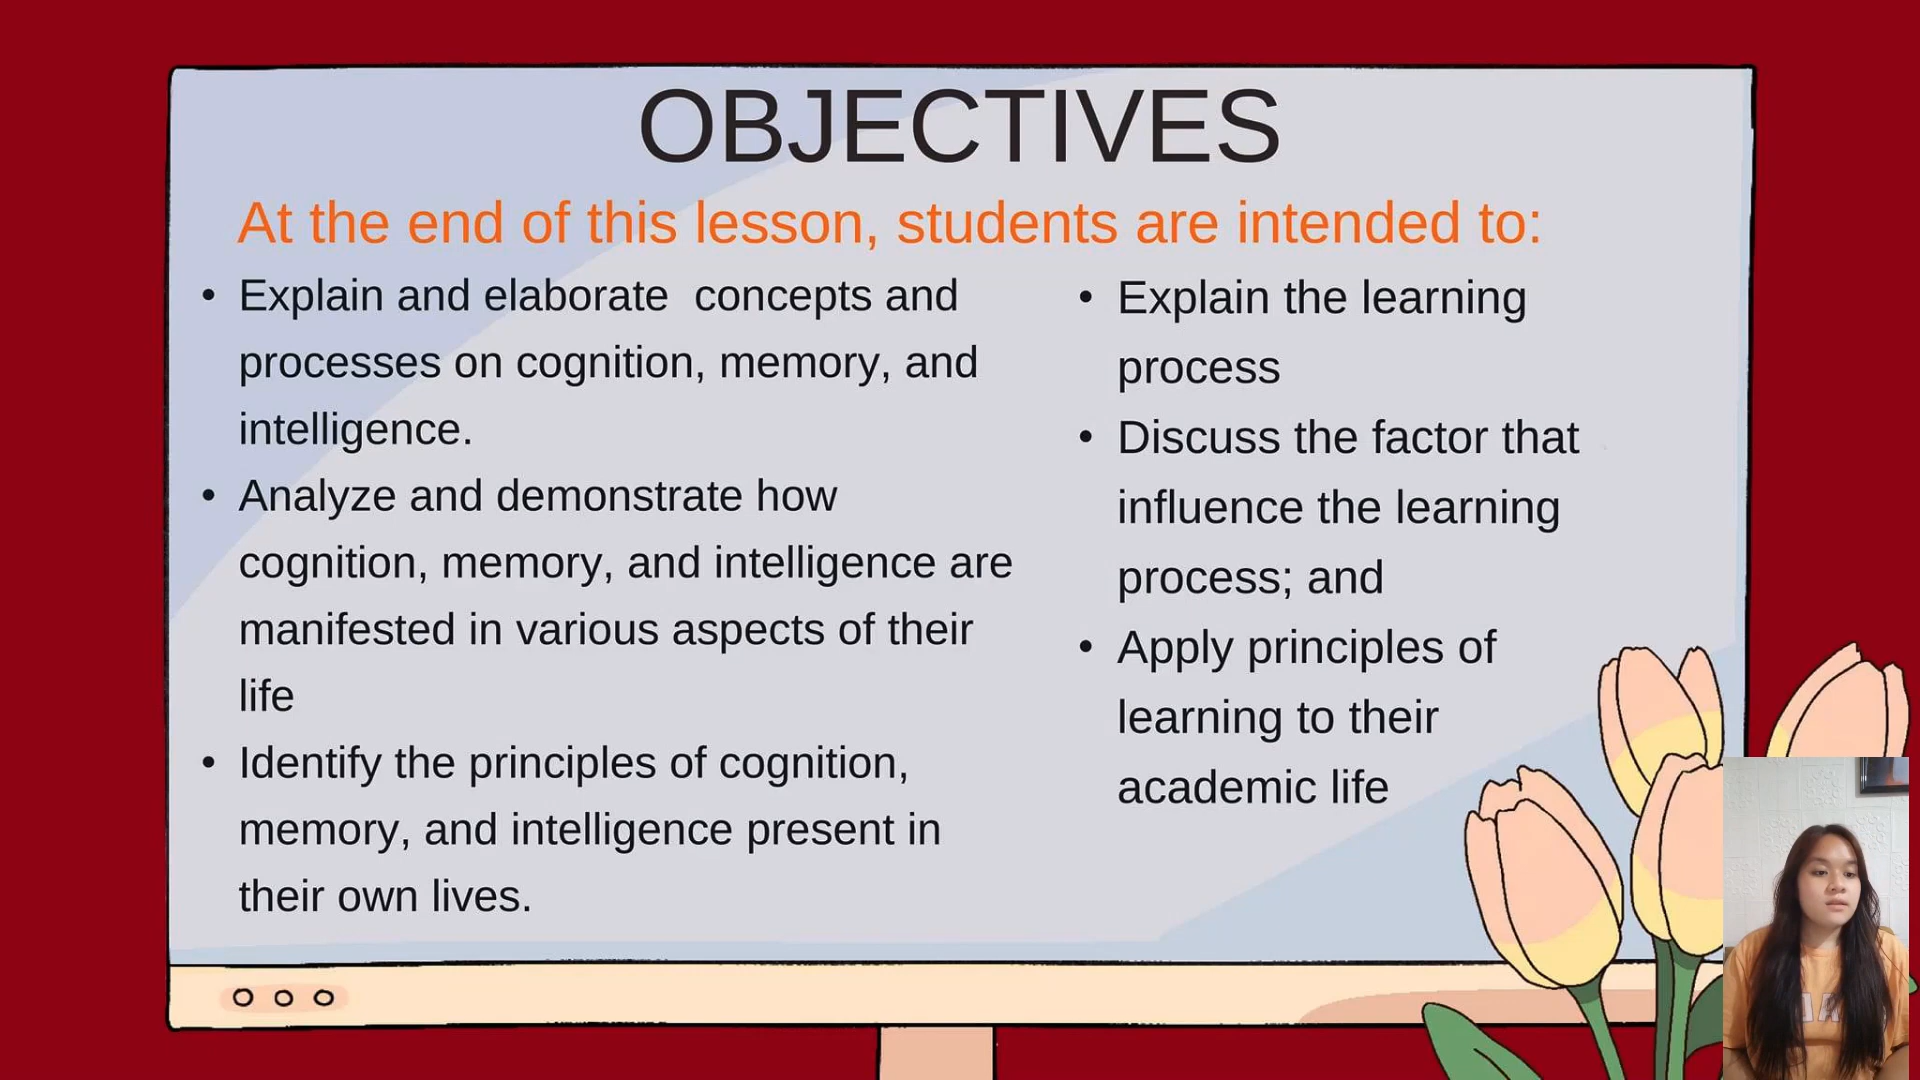 OBJECTIVES
At the end of this lesson, students are intended to:
• Explain and elaborate  concepts and
processes on cognition, memory, and
intelligence.
• Analyze and demonstrate how
cognition, memory, and intelligence are
manifested in various aspects of their
life
• Identify the principles of cognition,
memory, and intelligence present in
their own lives.
• Explain the learning
process
• Discuss the factor that
influence the learning
process; and
• Apply principles of
learning to their
academic life